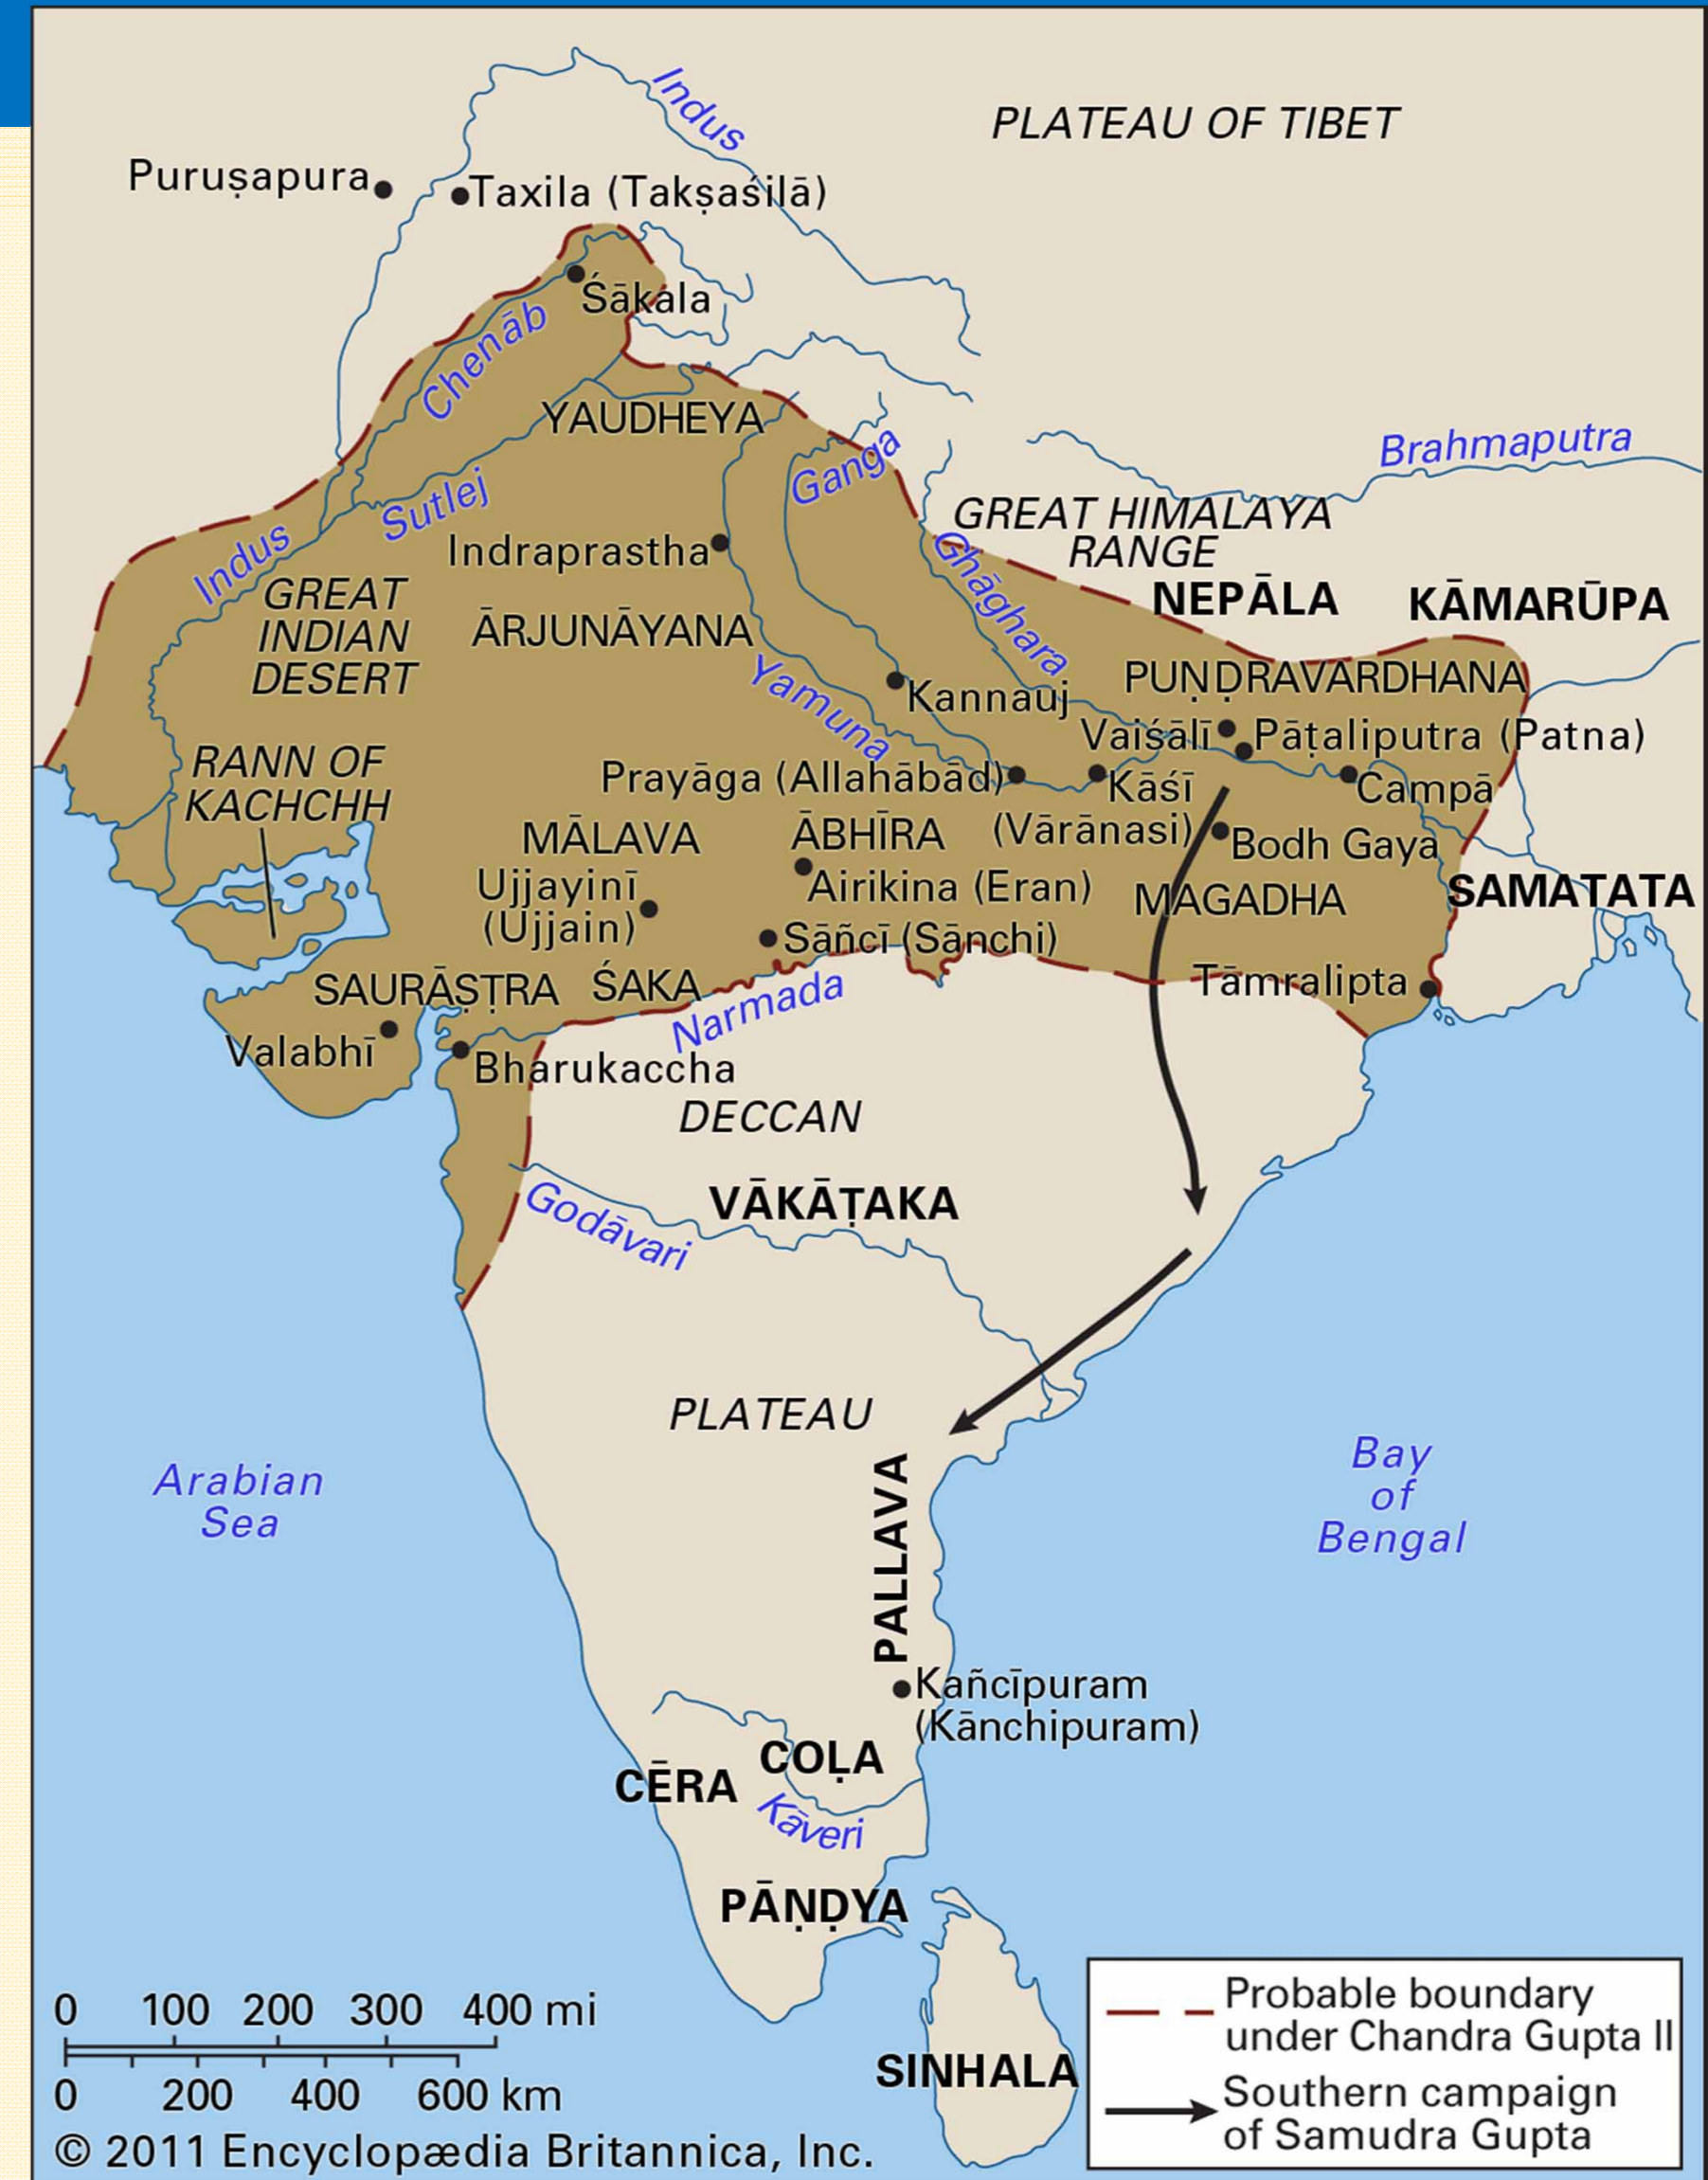 Indus
PLATEAU OF TIBET
Puruṣapura
Taxila (Takṣaśilā)
Śākala
Chenāb
YAUDHEYA
Ganga
Brahmaputra
Sutlej
Indus
GREAT HIMALAYA
RANGE
Indraprastha
Ghāghara
GREAT
INDIAN
DESERT
NEPĀLA
KĀMARŪPA
ĀRJUNĀYANA
Yamuna
Kannauj
PUṆḌRAVARDHANA
Vaiśālī
Pāṭaliputra (Patna)
RANN OF
KACHCHH
Prayāga (Allahābād)
Kāśī
(Vārānasi)
Campā
MĀLAVA
ĀBHĪRA
Bodh Gaya
Ujjayinī
(Ujjain)
Airikina (Eran)
MAGADHA
SAMATATA
Sāñcī (Sānchi)
SAURĀṢṬRA
ŚAKA
Tāmralipta
Narmada
Valabhī
Bharukaccha
DECCAN
Godāvari
VĀKĀṬAKA
PLATEAU
Arabian
Sea
Bay
of
Bengal
PALLAVA
Kañcīpuram
(Kānchipuram)
COḶA
CĒRA
Kāveri
PĀṆḌYA
SINHALA
0 100 200 300 400 mi
0 200 400 600 km
© 2011 Encyclopædia Britannica, Inc.
Probable boundary
under Chandra Gupta II
Southern campaign
of Samudra Gupta